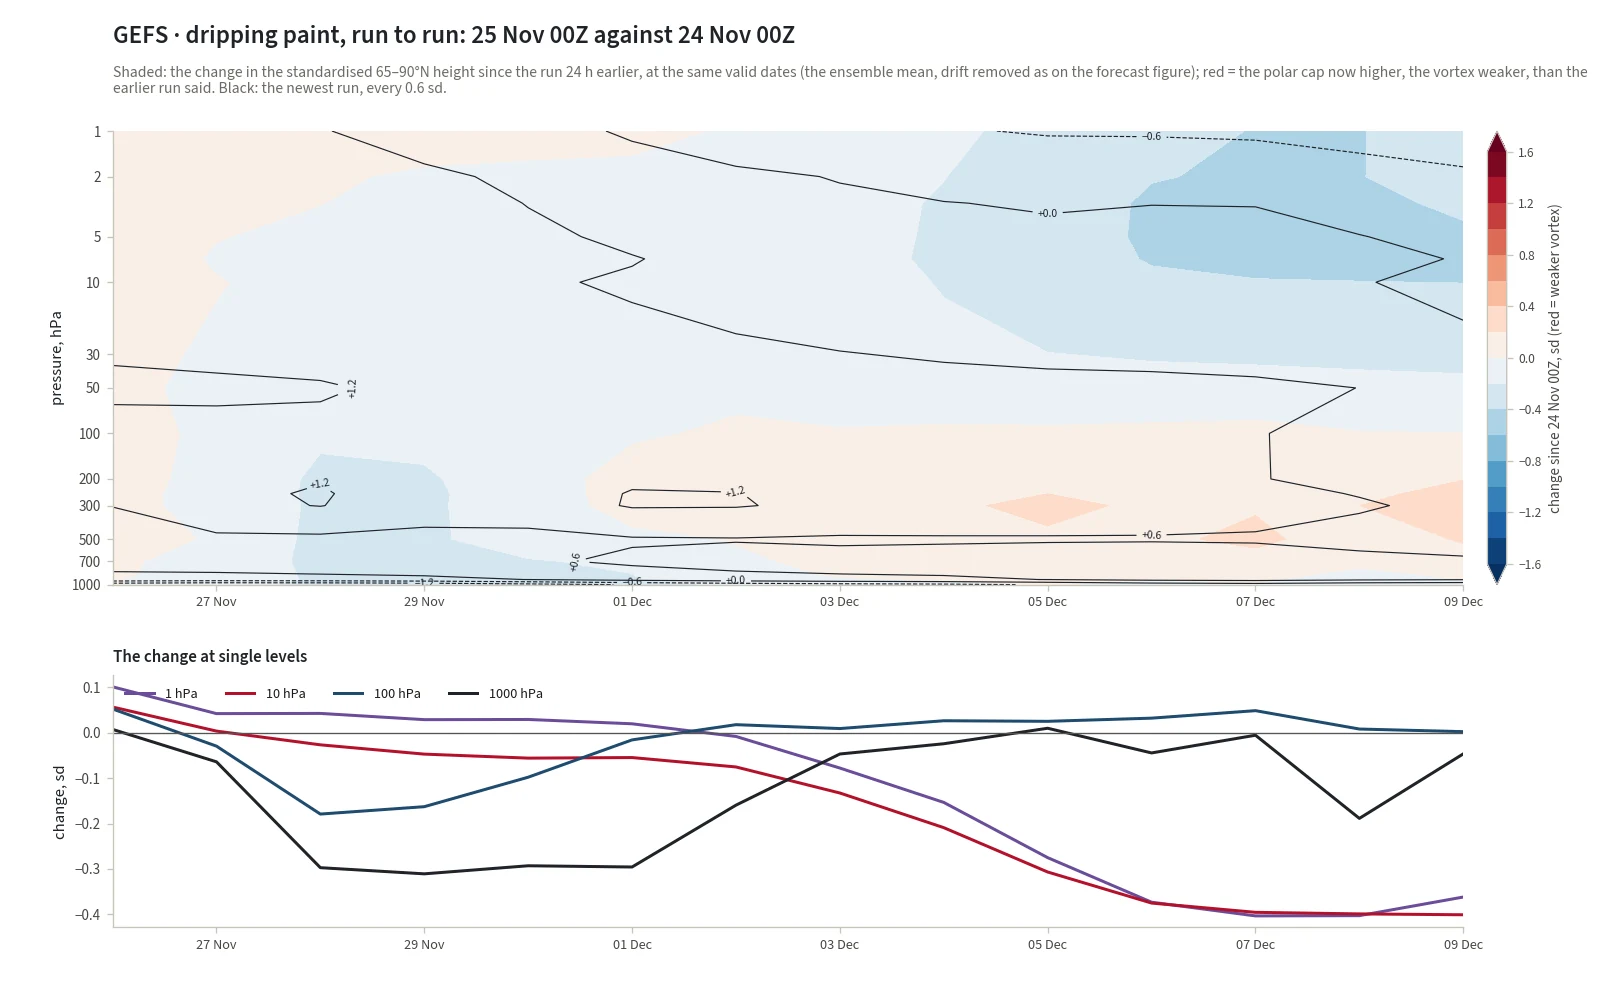 GEFS · dripping paint, run to run: 25 Nov 00Z against 24 Nov 00Z
Shaded: the change in the standardised 65–90°N height since the run 24 h earlier, at the same valid dates (the ensemble mean, drift removed as on the forecast figure); red = the polar cap now higher, the vortex weaker, than the
earlier run said. Black: the newest run, every 0.6 sd.
pressure, hPa
1
2
5
10
30
50
100
200
300
500
700
1000
−0.6
+0.0
+1.2
+1.2
+1.2
+0.6
+0.6
−1.2
−0.6
+0.0
27 Nov
29 Nov
01 Dec
03 Dec
05 Dec
07 Dec
09 Dec
1.6
1.2
0.8
0.4
0.0
−0.4
−0.8
−1.2
−1.6
change since 24 Nov 00Z, sd (red = weaker vortex)
The change at single levels
1 hPa
10 hPa
100 hPa
1000 hPa
change, sd
0.1
0.0
−0.1
−0.2
−0.3
−0.4
27 Nov
29 Nov
01 Dec
03 Dec
05 Dec
07 Dec
09 Dec